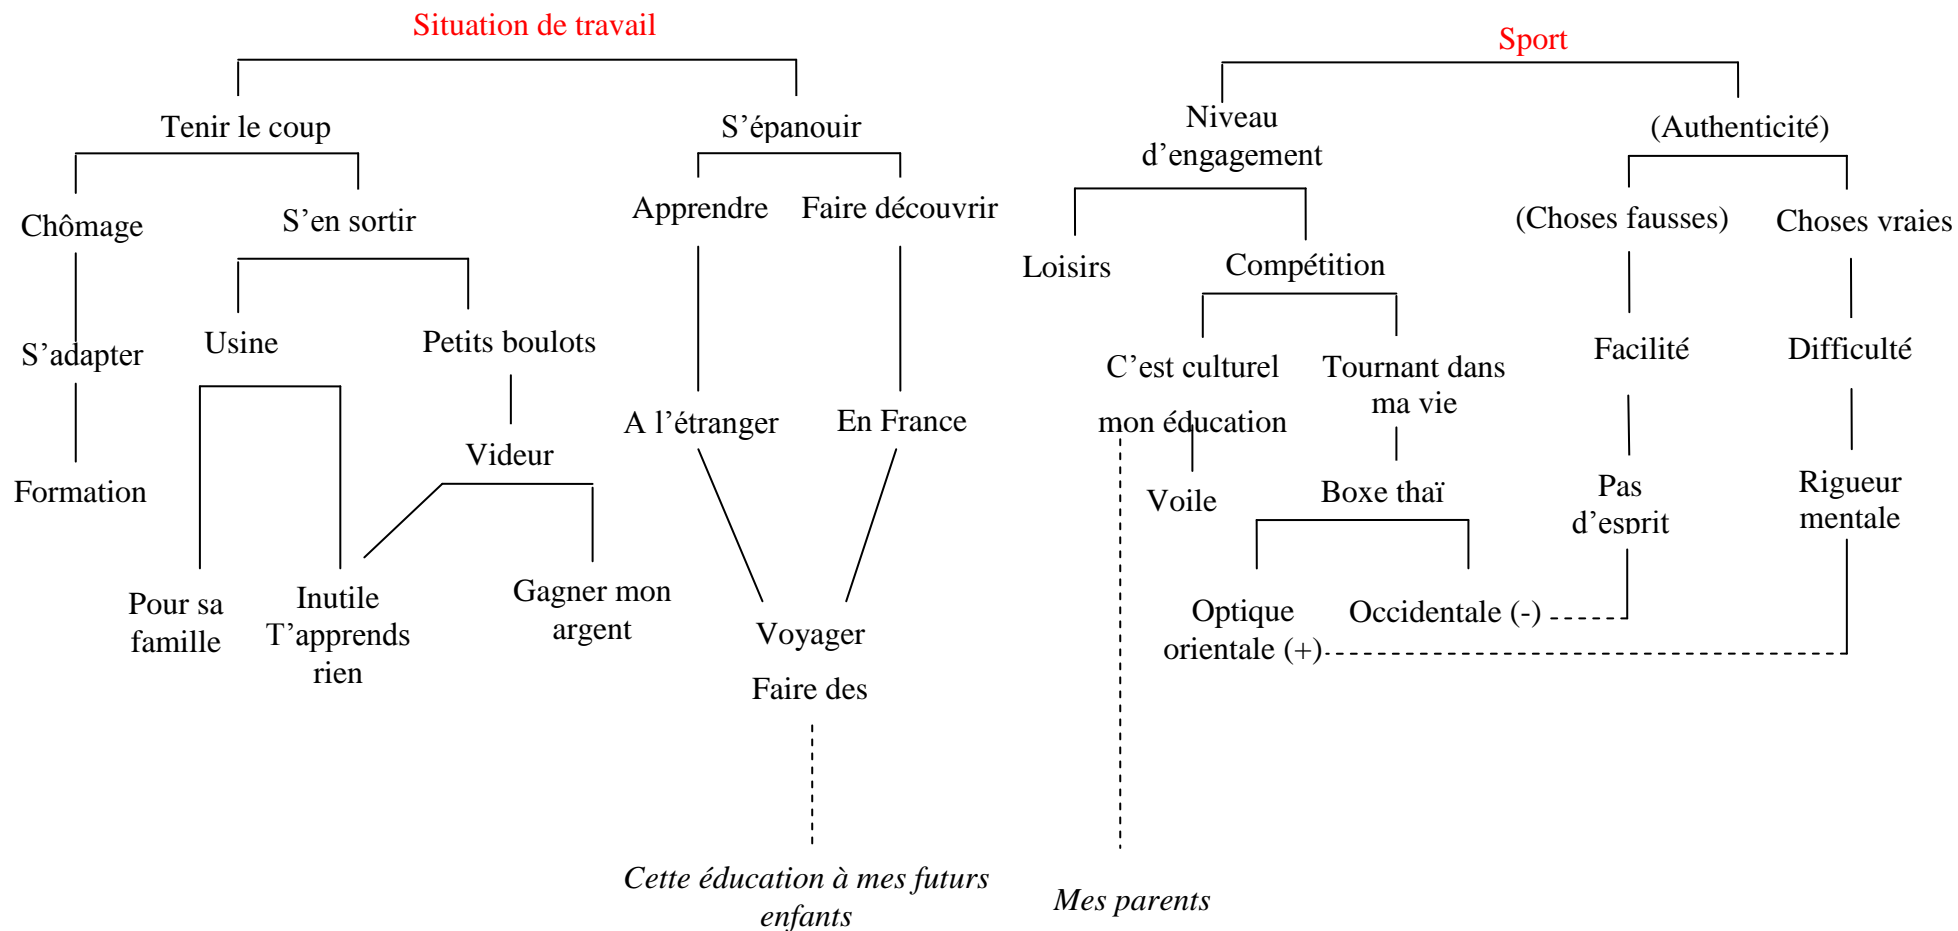 Situation de travail
Sport
Tenir le coup
S’épanouir
Niveau
d’engagement
(Authenticité)
Chômage
S’en sortir
Apprendre
Faire découvrir
(Choses fausses)
Choses vraies
Loisirs
Compétition
S’adapter
Usine
Petits boulots
C’est culturel
mon éducation
Tournant dans
ma vie
Facilité
Difficulté
A l’étranger
En France
Videur
Formation
Voile
Boxe thaï
Pas
d’esprit
Rigueur
mentale
Pour sa
famille
Inutile
T’apprends
rien
Gagner mon
argent
Voyager
Faire des
Optique
orientale (+)
Occidentale (-)
Cette éducation à mes futurs
enfants
Mes parents